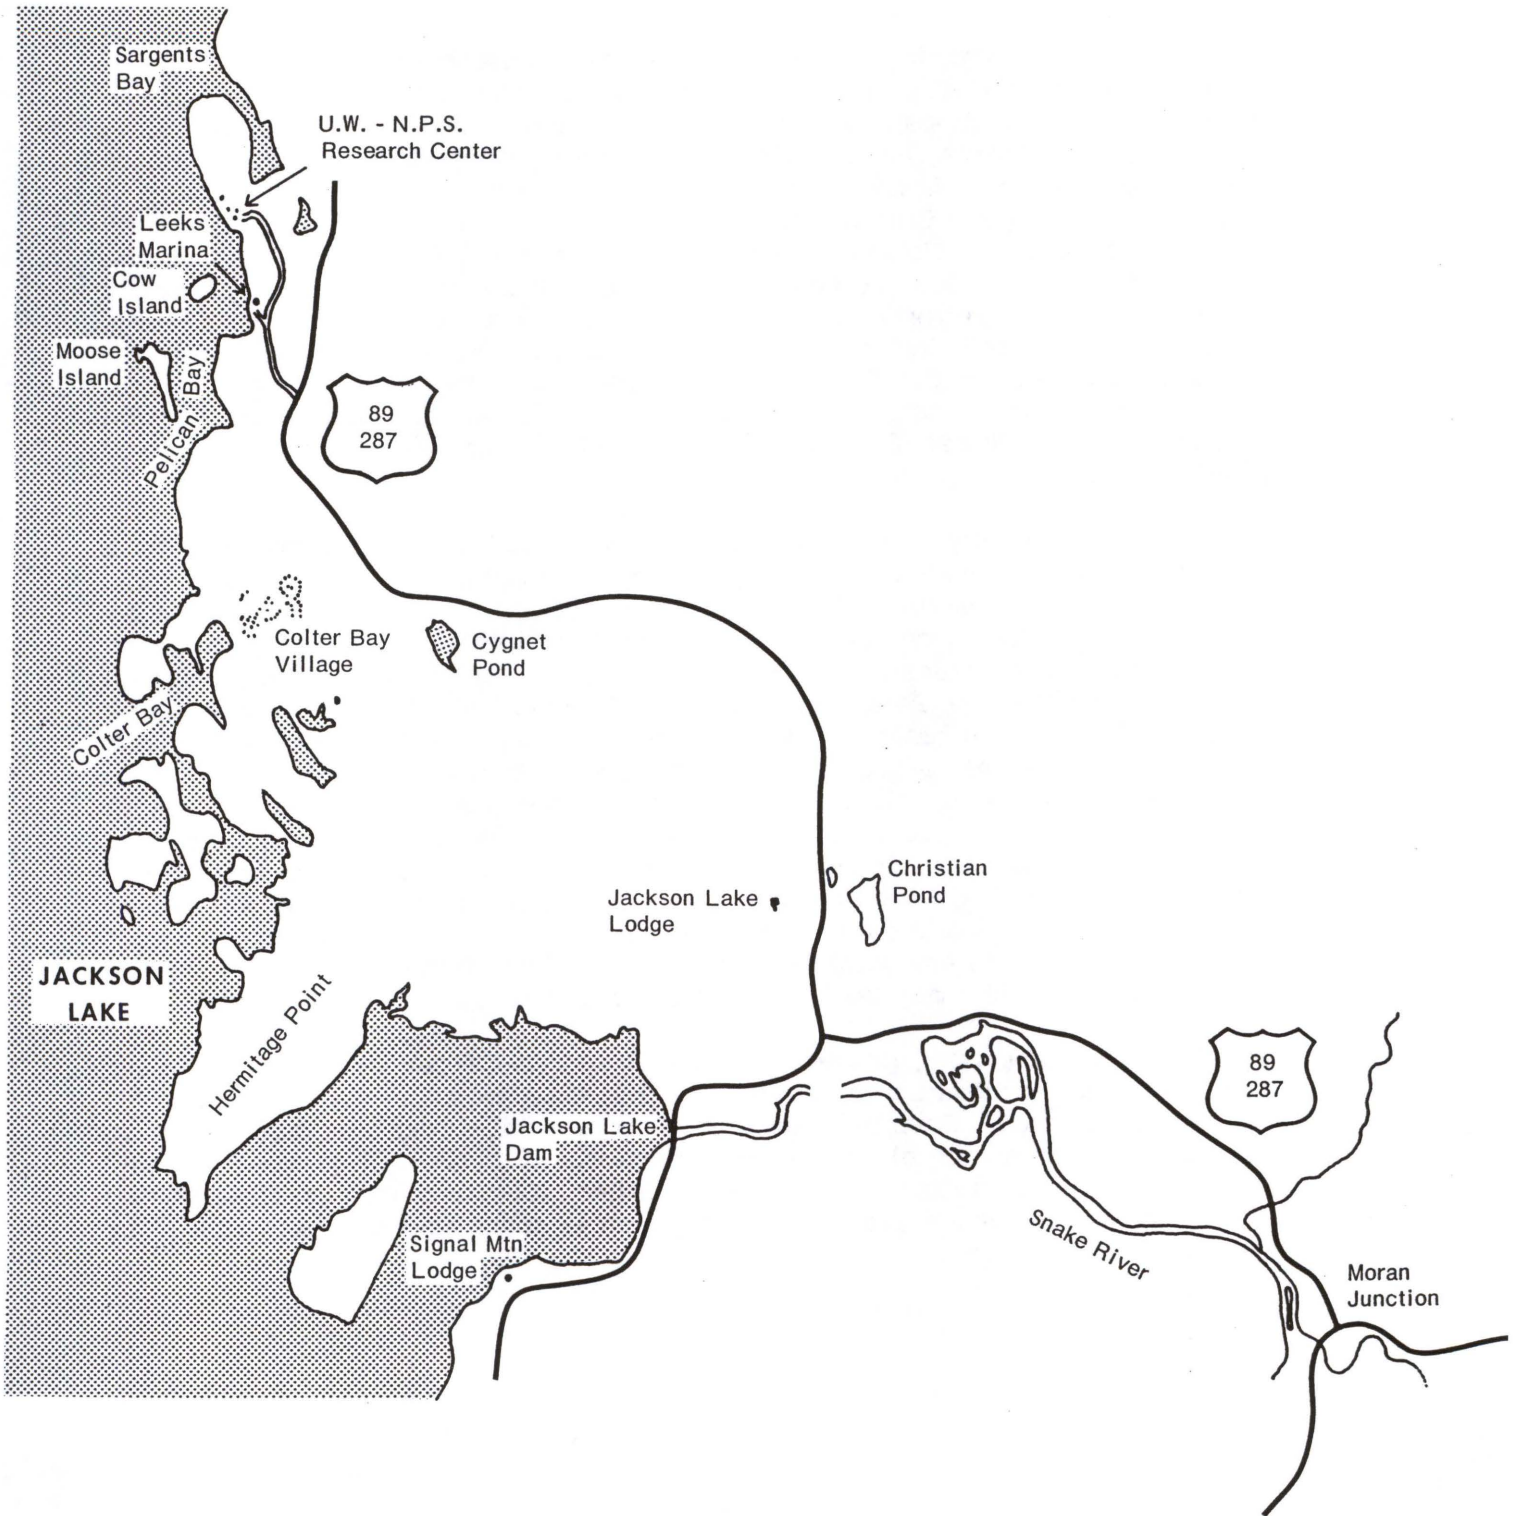 Sargents
Bay
U.W. - N.P.S.
Research Center
Leeks
Marina
Cow
Island
Moose
Island
Pelican Bay
89
287
Colter Bay
Village
Cygnet
Pond
Colter Bay
Christian
Pond
Jackson Lake
Lodge
JACKSON
LAKE
Hermitage Point
89
287
Jackson Lake
Dam
Snake River
Signal Mtn
Lodge
Moran
Junction